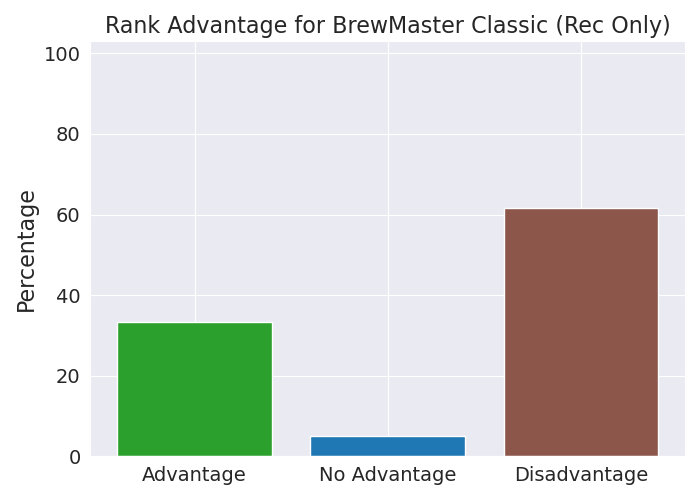 Rank Advantage for BrewMaster Classic (Rec Only)
100
80
60
40
20
0
Percentage
Advantage
No Advantage
Disadvantage